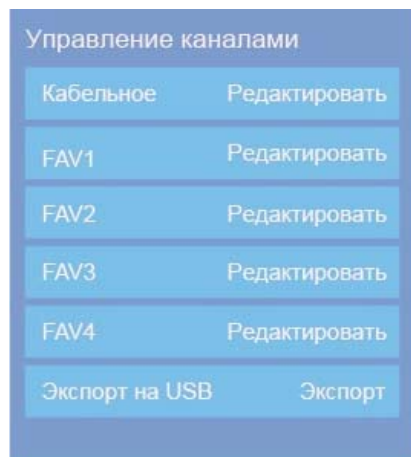 Управление каналами
Кабельное Редактировать
FAV1 Редактировать
FAV2 Редактировать
FAV3 Редактировать
FAV4 Редактировать
Экспорт на USB Экспорт